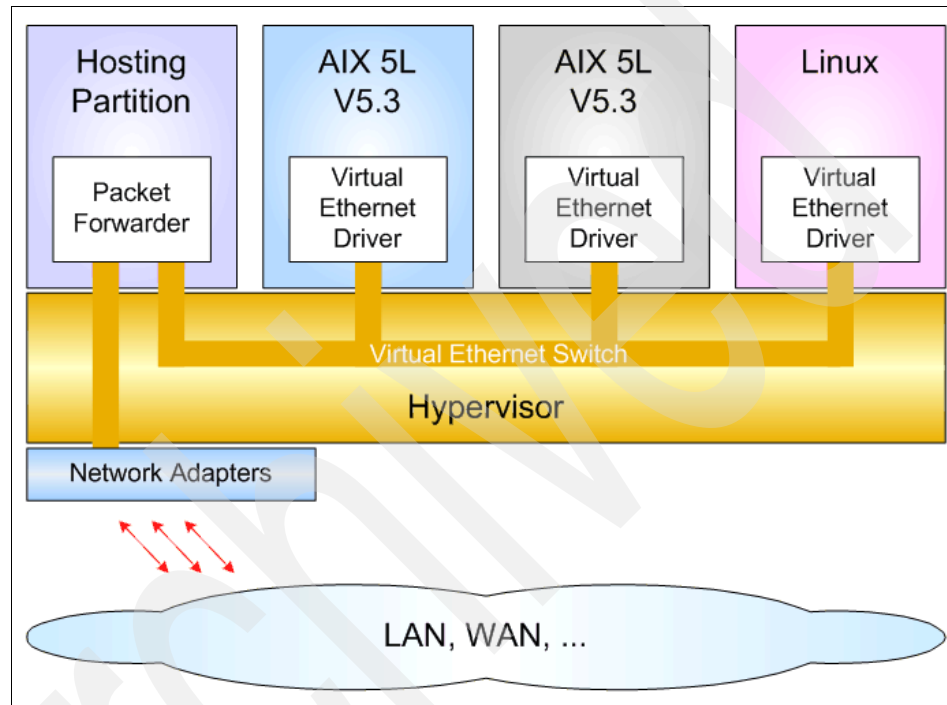 Hosting
Partition
AIX 5L
V5.3
AIX 5L
V5.3
Linux
Packet
Forwarder
Virtual
Ethernet
Driver
Virtual
Ethernet
Driver
Virtual
Ethernet
Driver
Virtual Ethernet Switch
Hypervisor
Network Adapters
LAN, WAN, ...